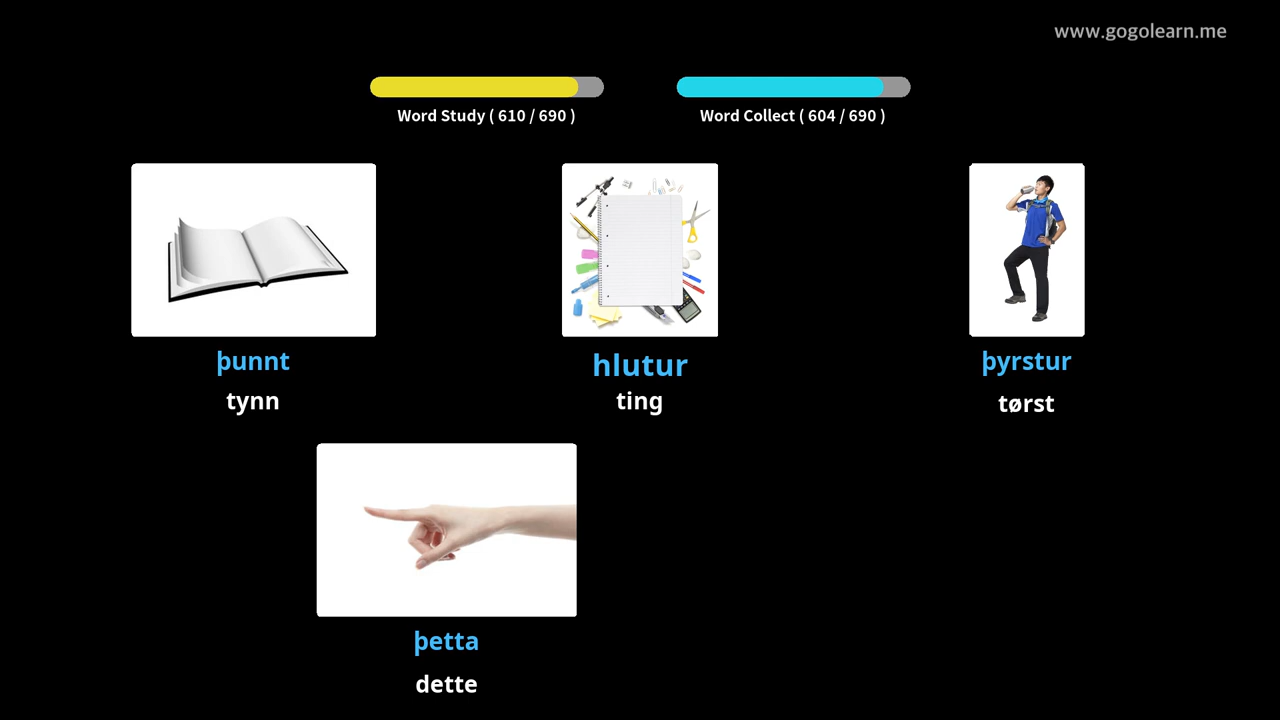 www.gogolearn.me
Word Study ( 610 / 690 )
Word Collect ( 604 / 690 )
þunnt
tynn
hlutur
ting
þyrstur
tørst
þetta
dette